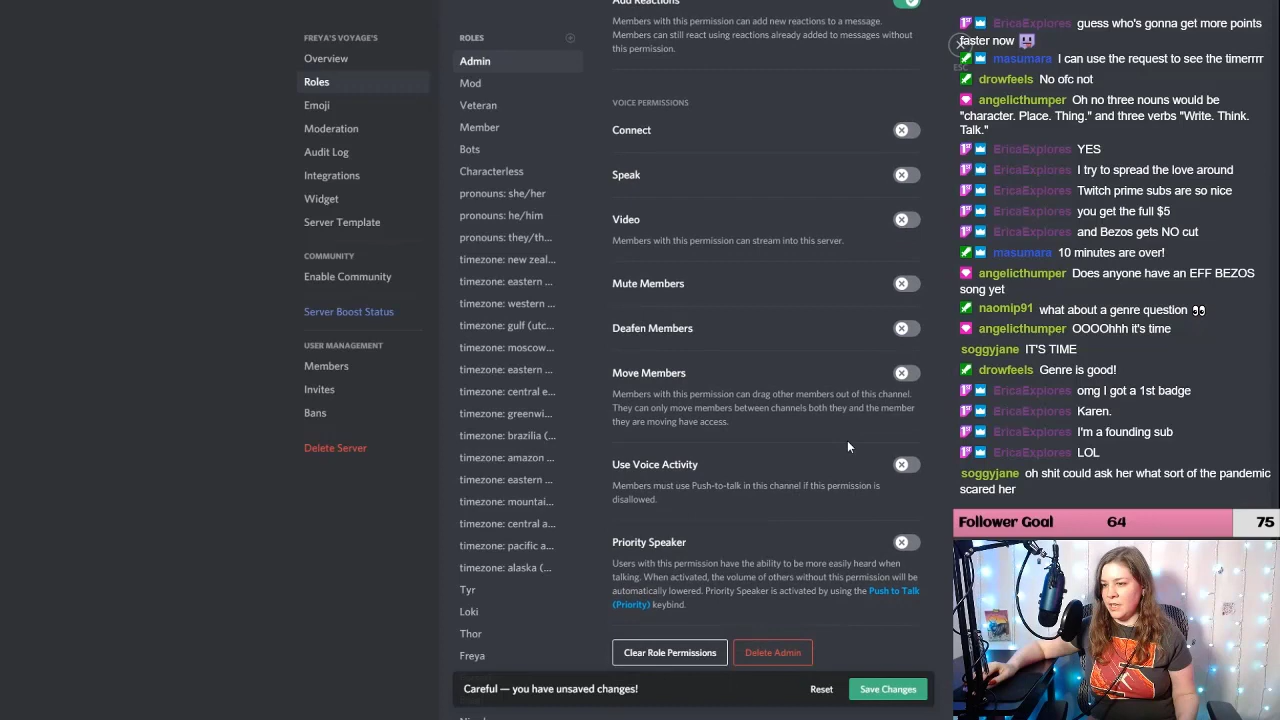 FREYA'S VOYAGE'S
Overview
Roles
Emoji
Moderation
Audit Log
Integrations
Widget
Server Template
COMMUNITY
Enable Community
Server Boost Status
USER MANAGEMENT
Members
Invites
Bans
Delete Server
ROLES
Admin
Mod
Veteran
Member
Bots
Characterless
pronouns: she/her
pronouns: he/him
pronouns: they/th...
timezone: new zeal...
timezone: eastern ...
timezone: western ...
timezone: gulf (utc...
timezone: moscow...
timezone: eastern ...
timezone: central e...
timezone: greenwi...
timezone: brazilia (...
timezone: amazon ...
timezone: eastern ...
timezone: mountai...
timezone: central a...
timezone: pacific a...
timezone: alaska (...
Tyr
Loki
Thor
Freya
Add Reactions
Members with this permission can add new reactions to a message.
Members can still react using reactions already added to messages without
this permission.
VOICE PERMISSIONS
Connect
Speak
Video
Members with this permission can stream into this server.
Mute Members
Deafen Members
Move Members
Members with this permission can drag other members out of this channel.
They can only move members between channels both they and the member
they are moving have access.
Use Voice Activity
Members must use Push-to-talk in this channel if this permission is
disallowed.
Priority Speaker
Users with this permission have the ability to be more easily heard when
talking. When activated, the volume of others without this permission will be
automatically lowered. Priority Speaker is activated by using the Push to Talk
(Priority) keybind.
Clear Role Permissions
Delete Admin
Careful — you have unsaved changes!
Reset
Save Changes
ESC
1st EricaExplores guess who's gonna get more points
faster now
masumara I can use the request to see the timerrrr
drowfeels No ofc not
angelicthumper Oh no three nouns would be
"character. Place. Thing." and three verbs "Write. Think.
Talk."
1st EricaExplores YES
1st EricaExplores I try to spread the love around
1st EricaExplores Twitch prime subs are so nice
1st EricaExplores you get the full $5
1st EricaExplores and Bezos gets NO cut
masumara 10 minutes are over!
angelicthumper Does anyone have an EFF BEZOS
song yet
naomip91 what about a genre question 👀
angelicthumper OOOOhhh it's time
soggyjane IT'S TIME
drowfeels Genre is good!
1st EricaExplores omg I got a 1st badge
1st EricaExplores Karen.
1st EricaExplores I'm a founding sub
1st EricaExplores LOL
soggyjane oh shit could ask her what sort of the pandemic
scared her
Follower Goal 64 75